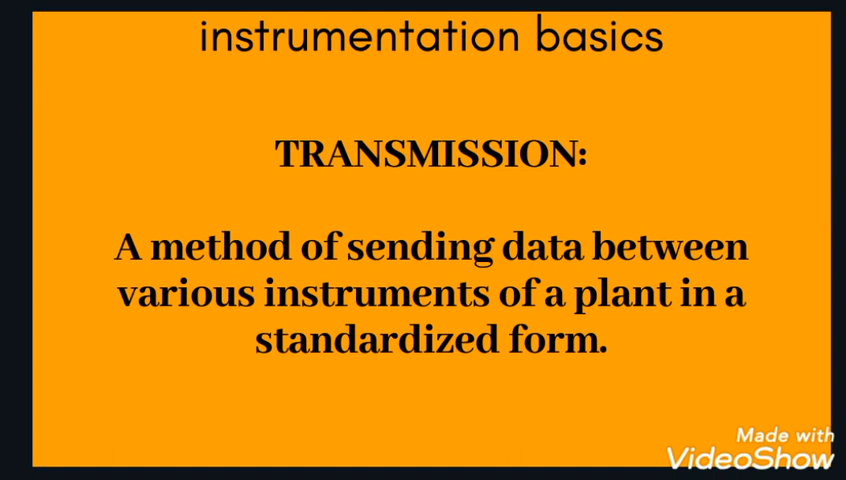 instrumentation basics
TRANSMISSION:
A method of sending data between
various instruments of a plant in a
standardized form.
Made with
VideoShow